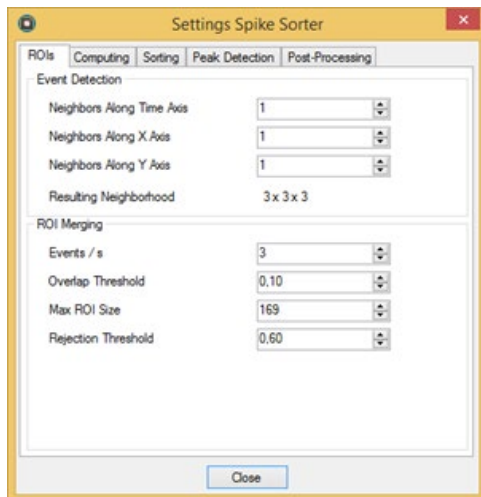 Settings Spike Sorter
ROIs Computing Sorting Peak Detection Post-Processing
Event Detection
Neighbors Along Time Axis 1
Neighbors Along X Axis 1
Neighbors Along Y Axis 1
Resulting Neighborhood 3 x 3 x 3
ROI Merging
Events / s 3
Overlap Threshold 0,10
Max ROI Size 169
Rejection Threshold 0,60
Close